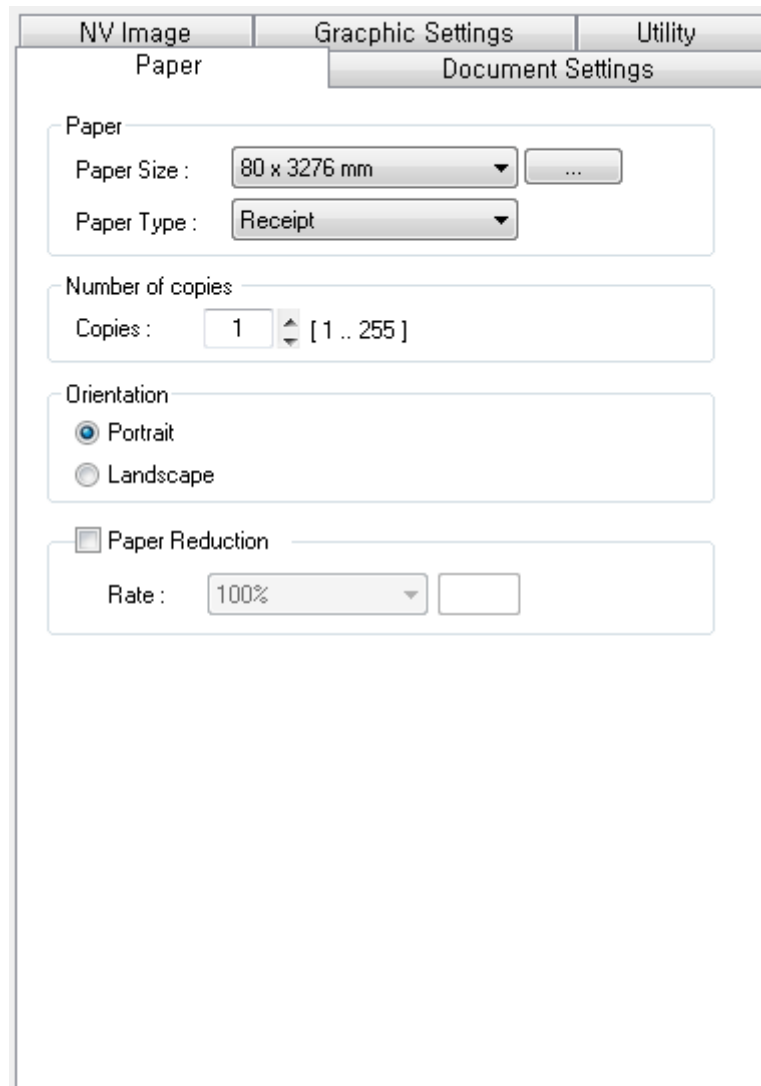 NV Image Gracphic Settings Utility
Paper Document Settings
Paper
Paper Size : 80 x 3276 mm ...
Paper Type : Receipt
Number of copies
Copies : 1 [ 1 .. 255 ]
Orientation
Portrait
Landscape
Paper Reduction
Rate : 100%